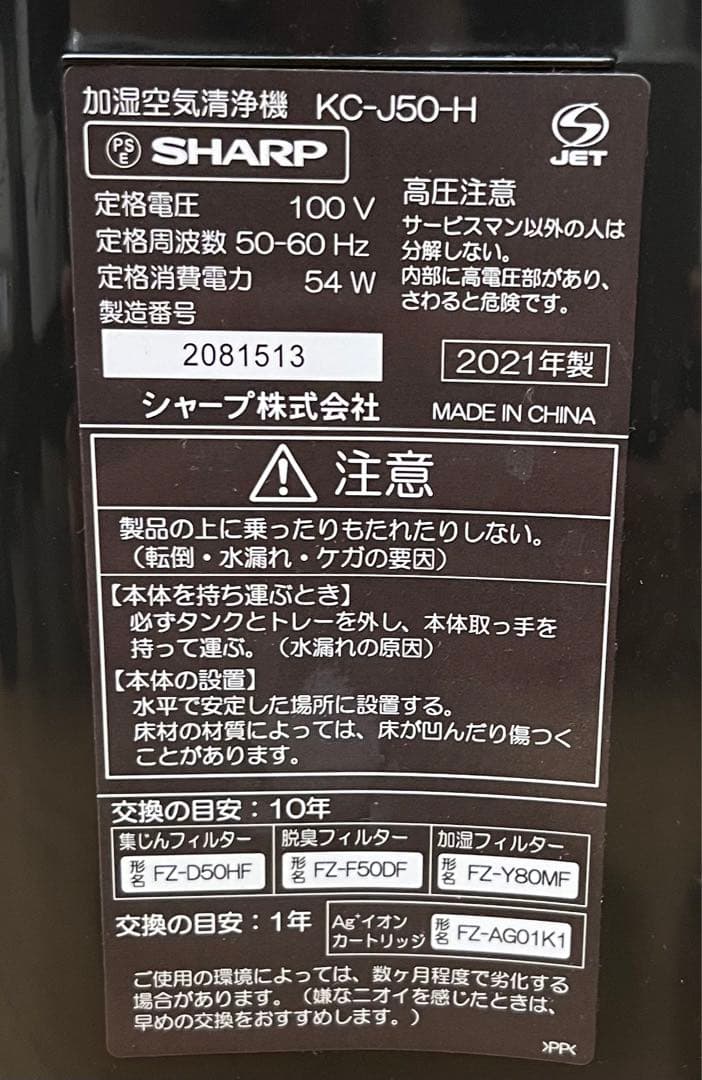 加湿空気清浄機 KC-J50-H
PS E SHARP
JET
定格電圧 100 V
定格周波数 50-60 Hz
定格消費電力 54 W
製造番号
2081513
高圧注意
サービスマン以外の人は
分解しない。
内部に高電圧部があり、
さわると危険です。
2021年製
シャープ株式会社
MADE IN CHINA
注意
製品の上に乗ったりもたれたりしない。
（転倒・水漏れ・ケガの要因）
【本体を持ち運ぶとき】
必ずタンクとトレーを外し、本体取っ手を
持って運ぶ。（水漏れの原因）
【本体の設置】
水平で安定した場所に設置する。
床材の材質によっては、床が凹んだり傷つく
ことがあります。
交換の目安：10年
集じんフィルター
形名 FZ-D50HF
脱臭フィルター
形名 FZ-F50DF
加湿フィルター
形名 FZ-Y80MF
交換の目安：1年
Ag⁺イオン
カートリッジ
形名 FZ-AG01K1
ご使用の環境によっては、数ヶ月程度で劣化する
場合があります。（嫌なニオイを感じたときは、
早めの交換をおすすめします。）
>PP<